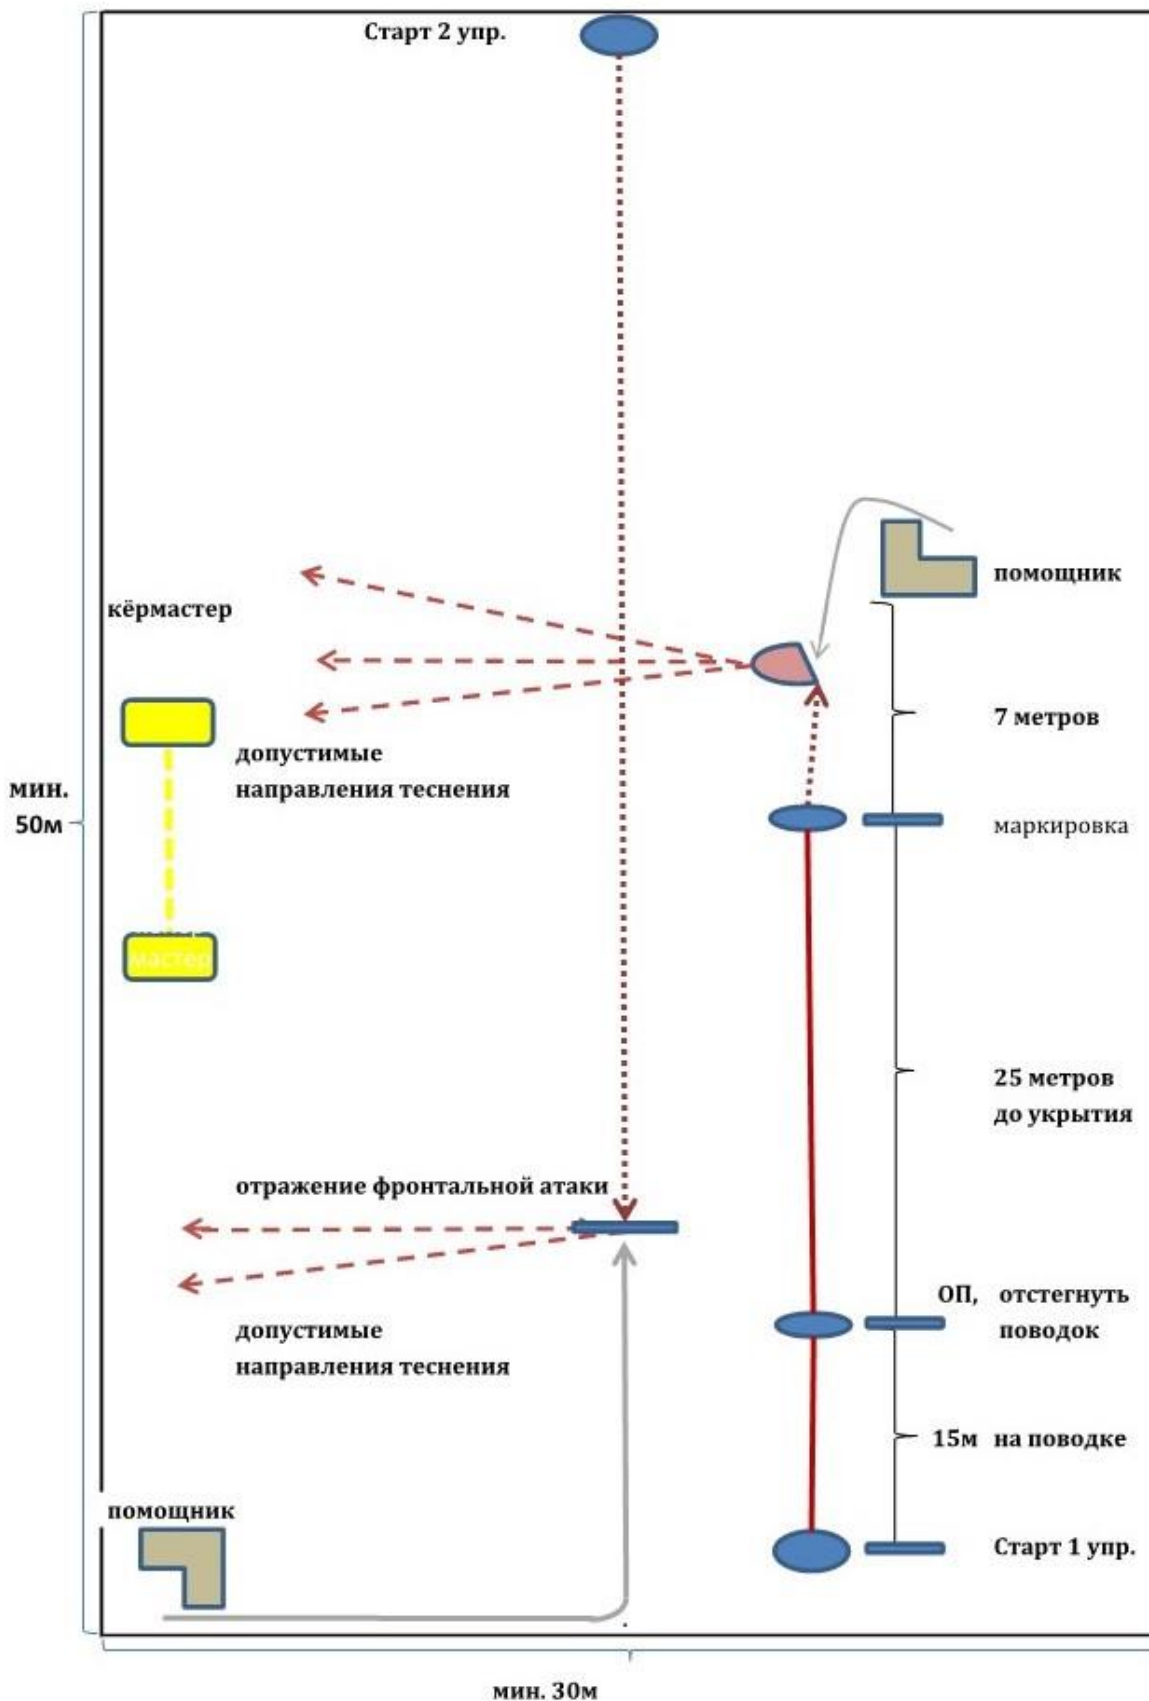 Старт 2 упр.
помощник
кёрмастер
7 метров
допустимые
направления теснения
мин.
50м
маркировка
мастер
25 метров
до укрытия
отражение фронтальной атаки
ОП, отстегнуть
поводок
допустимые
направления теснения
15м на поводке
помощник
Старт 1 упр.
мин. 30м